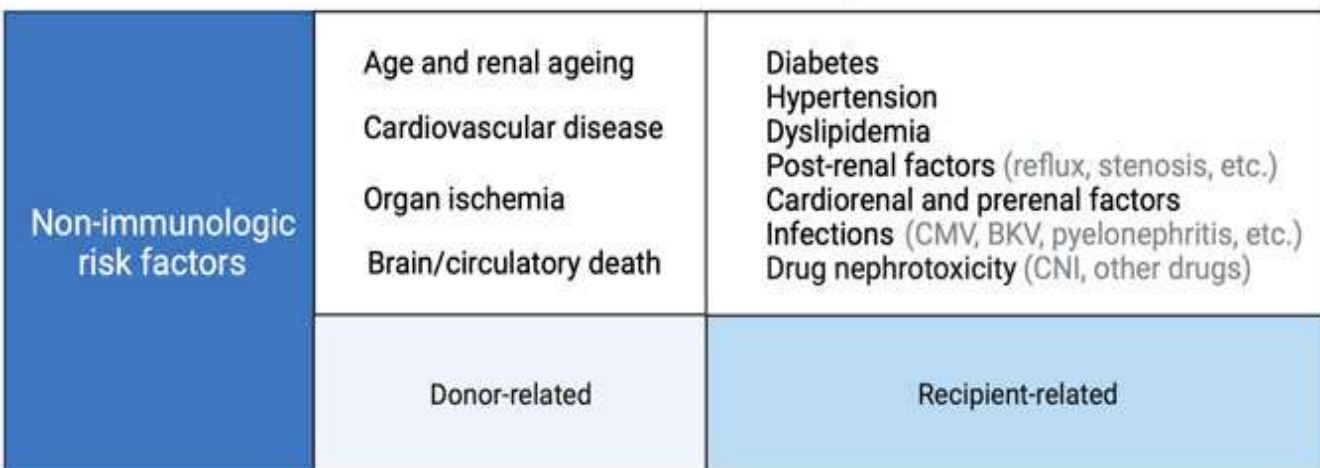 Non-immunologic
risk factors
Age and renal ageing
Cardiovascular disease
Organ ischemia
Brain/circulatory death
Diabetes
Hypertension
Dyslipidemia
Post-renal factors (reflux, stenosis, etc.)
Cardiorenal and prerenal factors
Infections (CMV, BKV, pyelonephritis, etc.)
Drug nephrotoxicity (CNI, other drugs)
Donor-related
Recipient-related